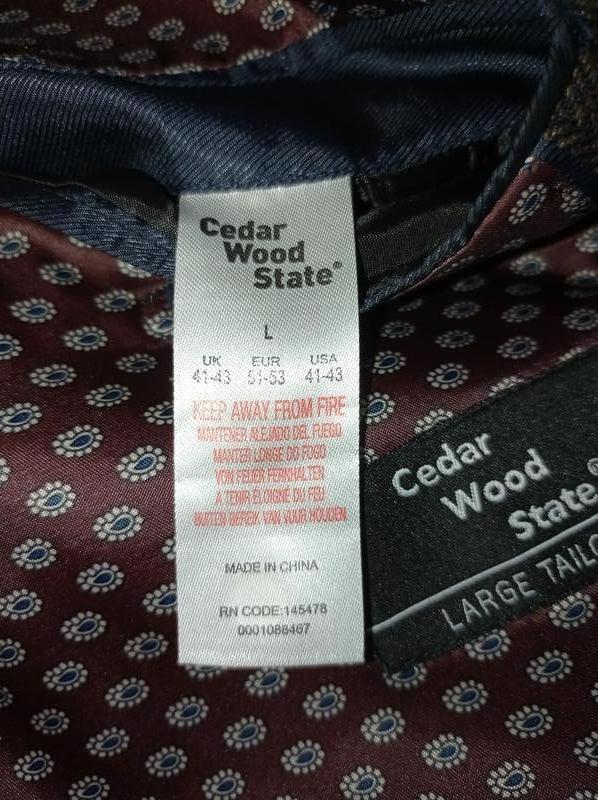 Cedar
Wood
State®
L
UK EUR USA
41-43 51-53 41-43
KEEP AWAY FROM FIRE
MANTENER ALEJADO DEL FUEGO
MANTER LONGE DO FOGO
VON FEUER FERNHALTEN
A TENIR ÉLOIGNE DU FEU
BUITEN BEREIK VAN VUUR HOUDEN
MADE IN CHINA
RN CODE:145478
0001088467
Cedar
Wood
State®
LARGE TAILO